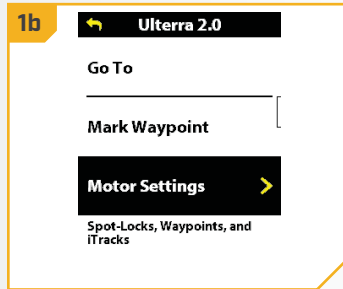 1b
Ulterra 2.0
Go To
Mark Waypoint
Motor Settings
Spot-Locks, Waypoints, and
iTracks